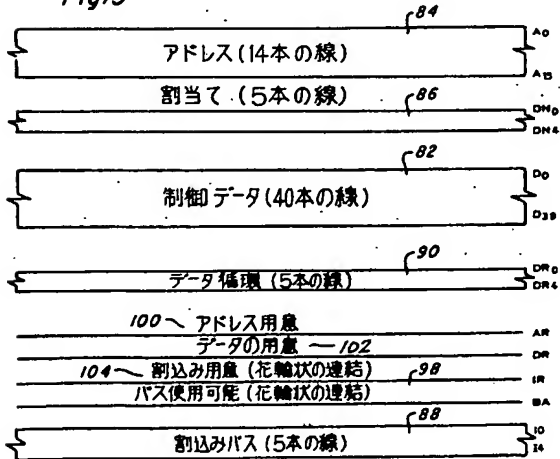 84
アドレス(14本の線)
A0
A13
割当て (5本の線)
86
DN0
DN4
82
制御データ(40本の線)
D0
D39
90
データ循環 (5本の線)
DR0
DR4
100 アドレス用意
AR
データの用意 102
DR
104 割込み用意 (花輪状の連結) 98
IR
バス使用可能 (花輪状の連結)
BA
88
割込みバス (5本の線)
I0
I4